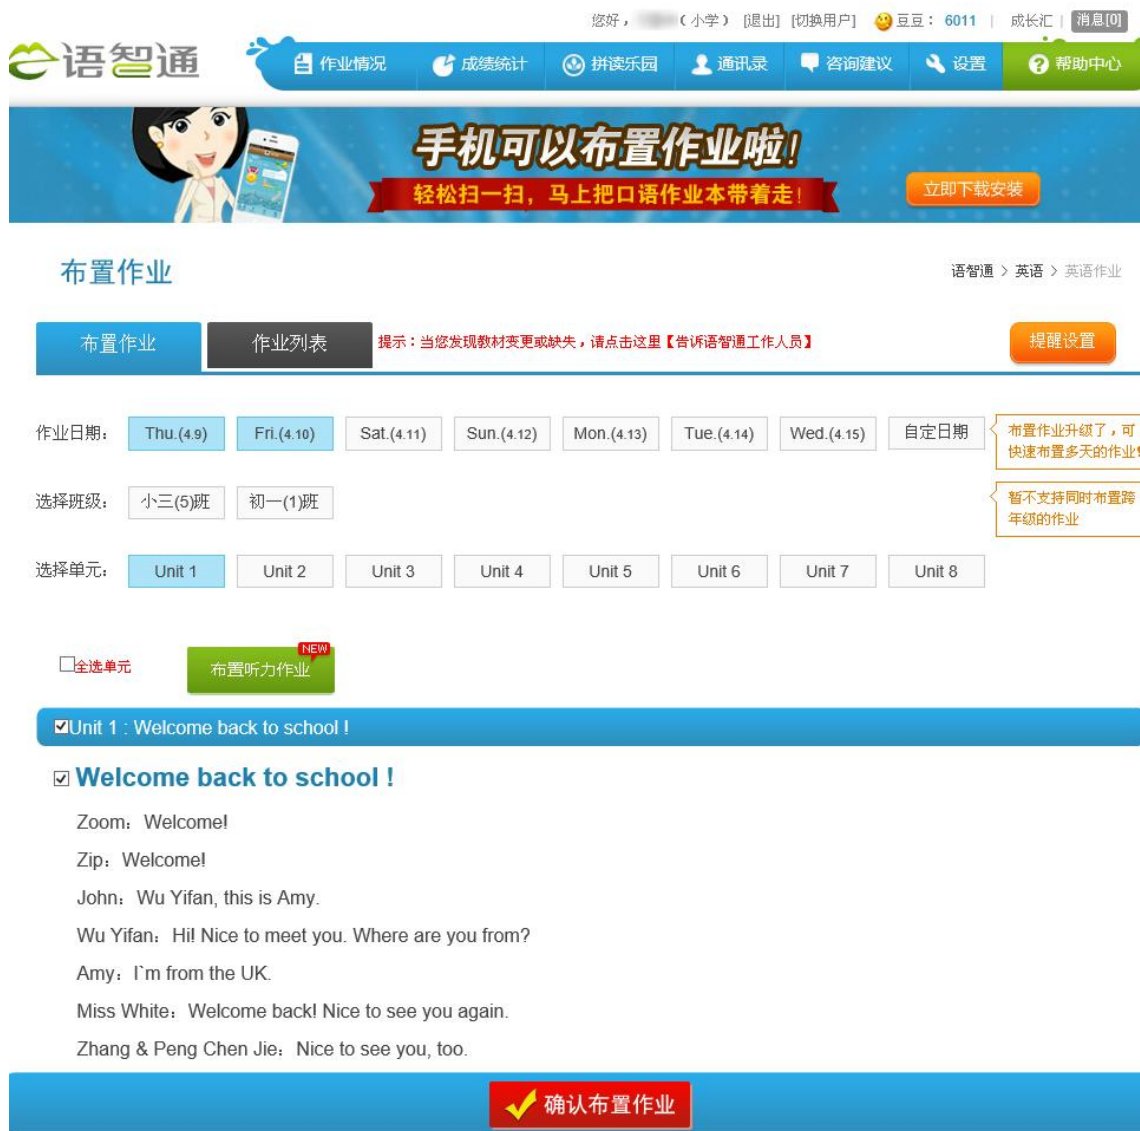 您好， （小学） [退出] [切换用户] 豆豆： 6011 | 成长汇 | 消息[0]
e语智通
作业情况 成绩统计 拼读乐园 通讯录 咨询建议 设置 帮助中心
手机可以布置作业啦!
轻松扫一扫，马上把口语作业本带着走!
立即下载安装
布置作业
语智通 > 英语 > 英语作业
布置作业 作业列表 提示：当您发现教材变更或缺失，请点击这里【告诉语智通工作人员】 提醒设置
作业日期： Thu.(4.9) Fri.(4.10) Sat.(4.11) Sun.(4.12) Mon.(4.13) Tue.(4.14) Wed.(4.15) 自定日期
布置作业升级了，可
快速布置多天的作业!
选择班级： 小三(5)班 初一(1)班
暂不支持同时布置跨
年级的作业
选择单元： Unit 1 Unit 2 Unit 3 Unit 4 Unit 5 Unit 6 Unit 7 Unit 8
全选单元 布置听力作业 NEW
Unit 1 : Welcome back to school !
Welcome back to school !
Zoom：Welcome!
Zip：Welcome!
John：Wu Yifan, this is Amy.
Wu Yifan：Hi! Nice to meet you. Where are you from?
Amy：I`m from the UK.
Miss White：Welcome back! Nice to see you again.
Zhang & Peng Chen Jie：Nice to see you, too.
确认布置作业